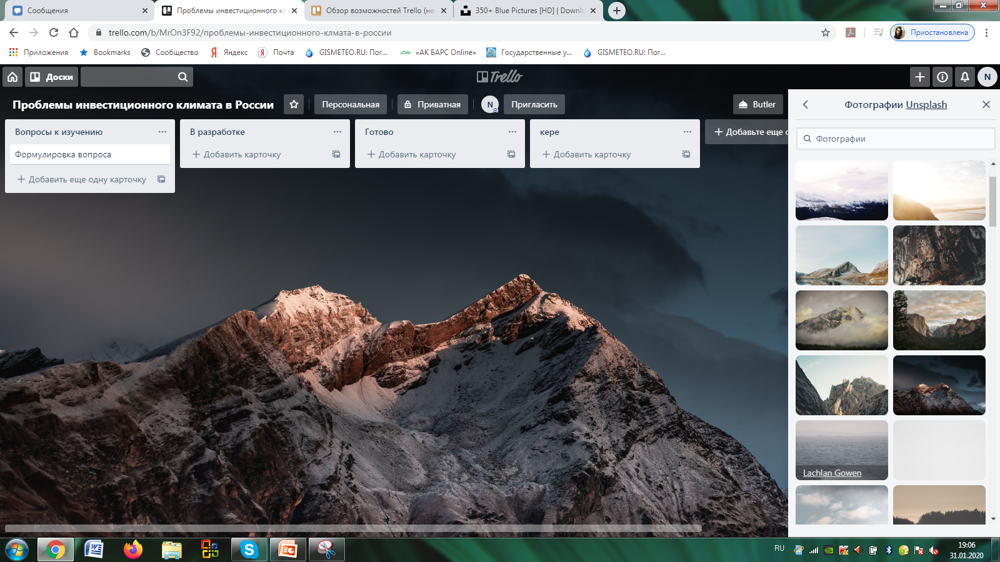 Сообщения
Проблемы инвестиционного кл
Обзор возможностей Trello (не
350+ Blue Pictures [HD] | Downlo
trello.com/b/MrOn3F92/проблемы-инвестиционного-клмата-в-россии
Приостановлена
Приложения
Bookmarks
Сообщество
Яндекс
Почта
GISMETEO.RU: Пог...
«АК БАРС Online»
Государственные у...
GISMETEO.RU: Пог...
Доски
Trello
N
Проблемы инвестиционного климата в России
Персональная
Приватная
N
Пригласить
Butler
Фотографии Unsplash
Фотографии
Вопросы к изучению
Формулировка вопроса
Добавить еще одну карточку
В разработке
Добавить карточку
Готово
Добавить карточку
кере
Добавить карточку
Добавьте еще о
Lachlan Gowen
RU
19:06
31.01.2020